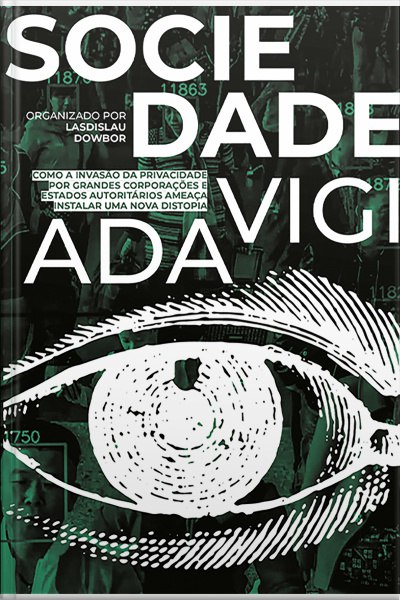 SOCIE
DADE
VIGI
ADA
ORGANIZADO POR
LASDISLAU
DOWBOR
COMO A INVASÃO DA PRIVACIDADE
POR GRANDES CORPORAÇÕES E
ESTADOS AUTORITÁRIOS AMEAÇA
INSTALAR UMA NOVA DISTOPIA
11863
750